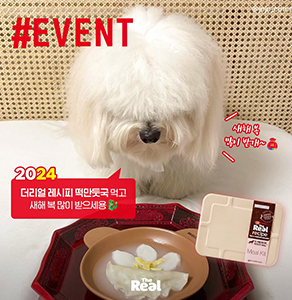 #EVENT
새해 복
많이 받개~
2024
더리얼 레시피 떡만둣국 먹고
새해 복 많이 받으세용
The Real
recipe
Meal Kit
The
Real